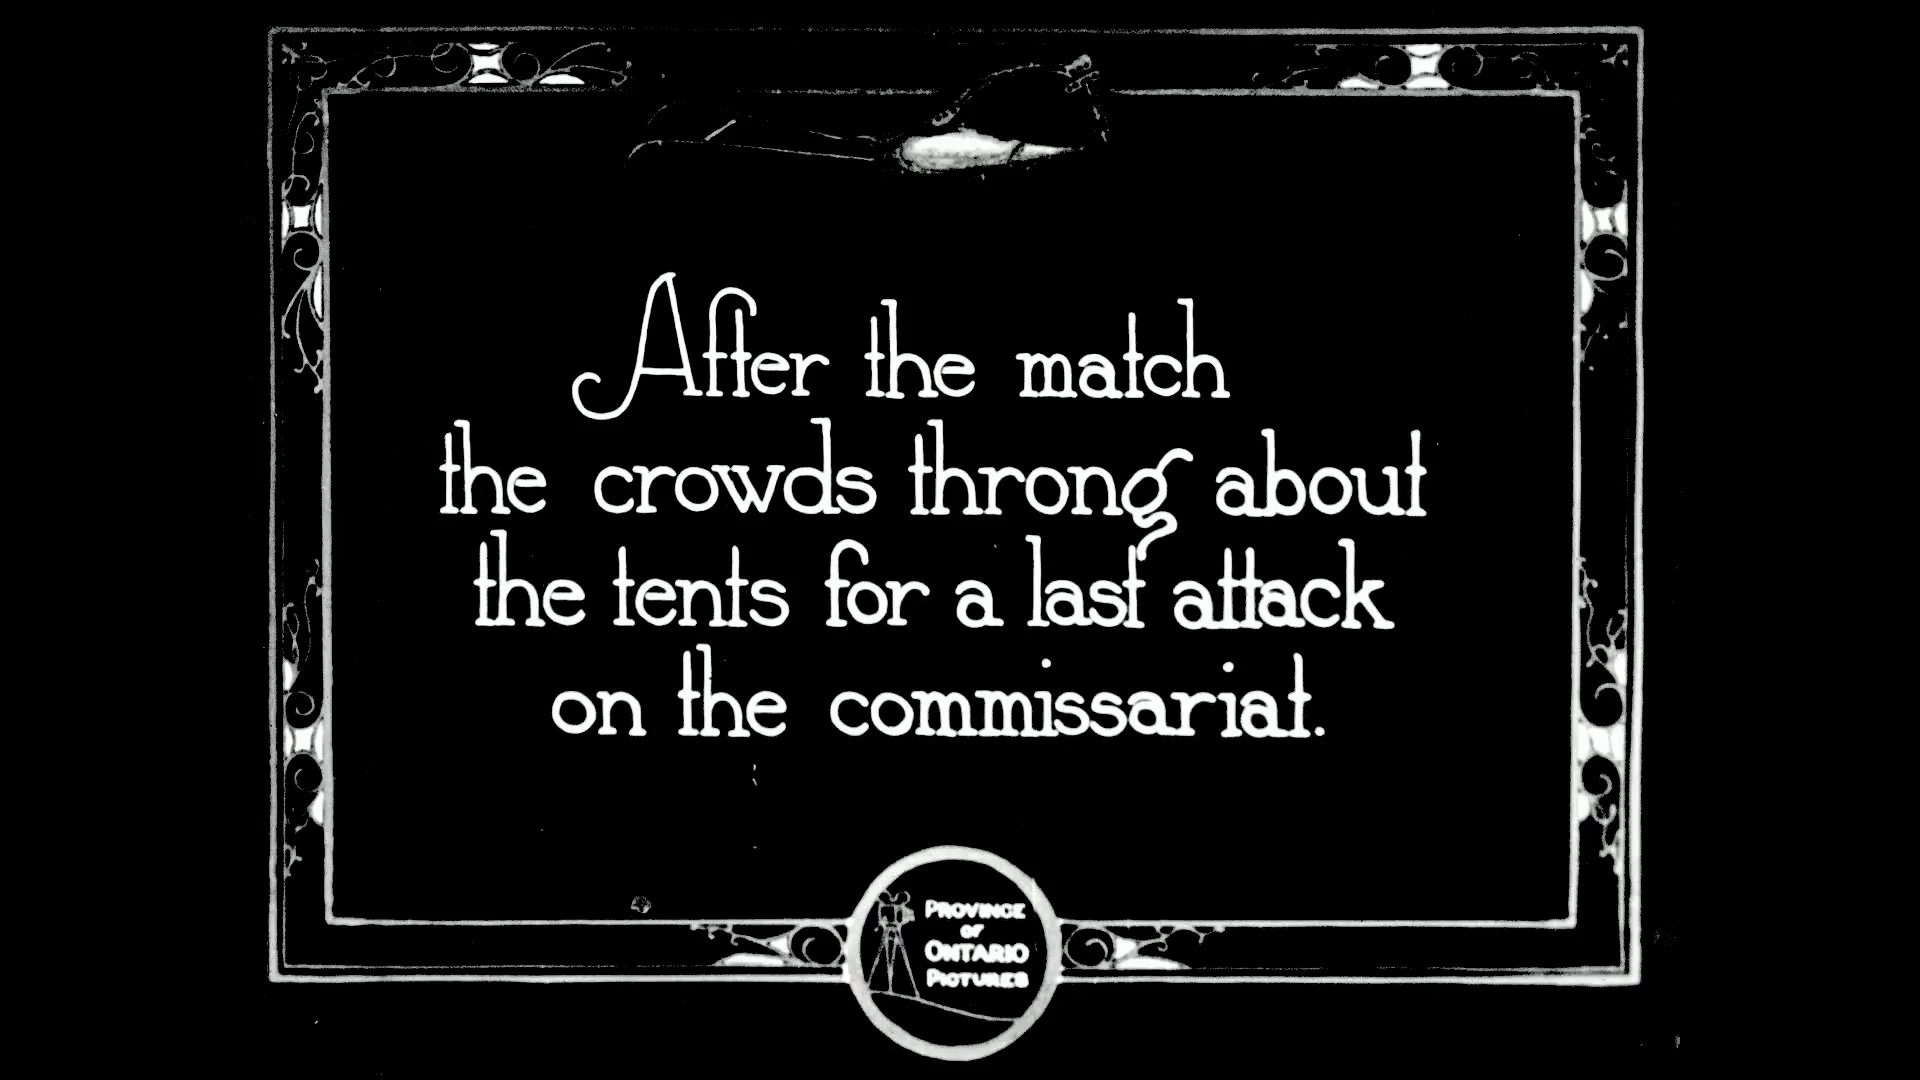 After the match
the crowds throng about
the tents for a last attack
on the commissariat.
PROVINCE
OF
ONTARIO
PICTURES